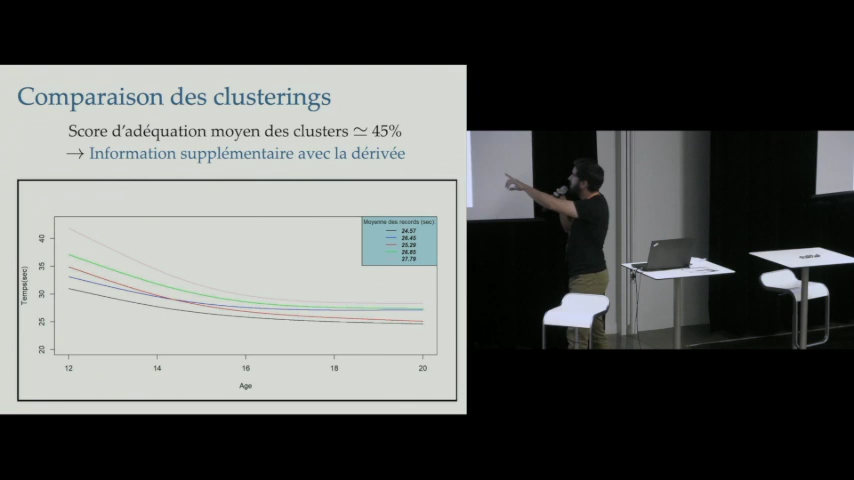 Comparaison des clusterings
Score d'adéquation moyen des clusters ≃ 45%
→ Information supplémentaire avec la dérivée
Moyenne des records (sec)
24.57
26.45
25.29
26.85
27.79
Temps(sec)
40
35
30
25
20
12 14 16 18 20
Age